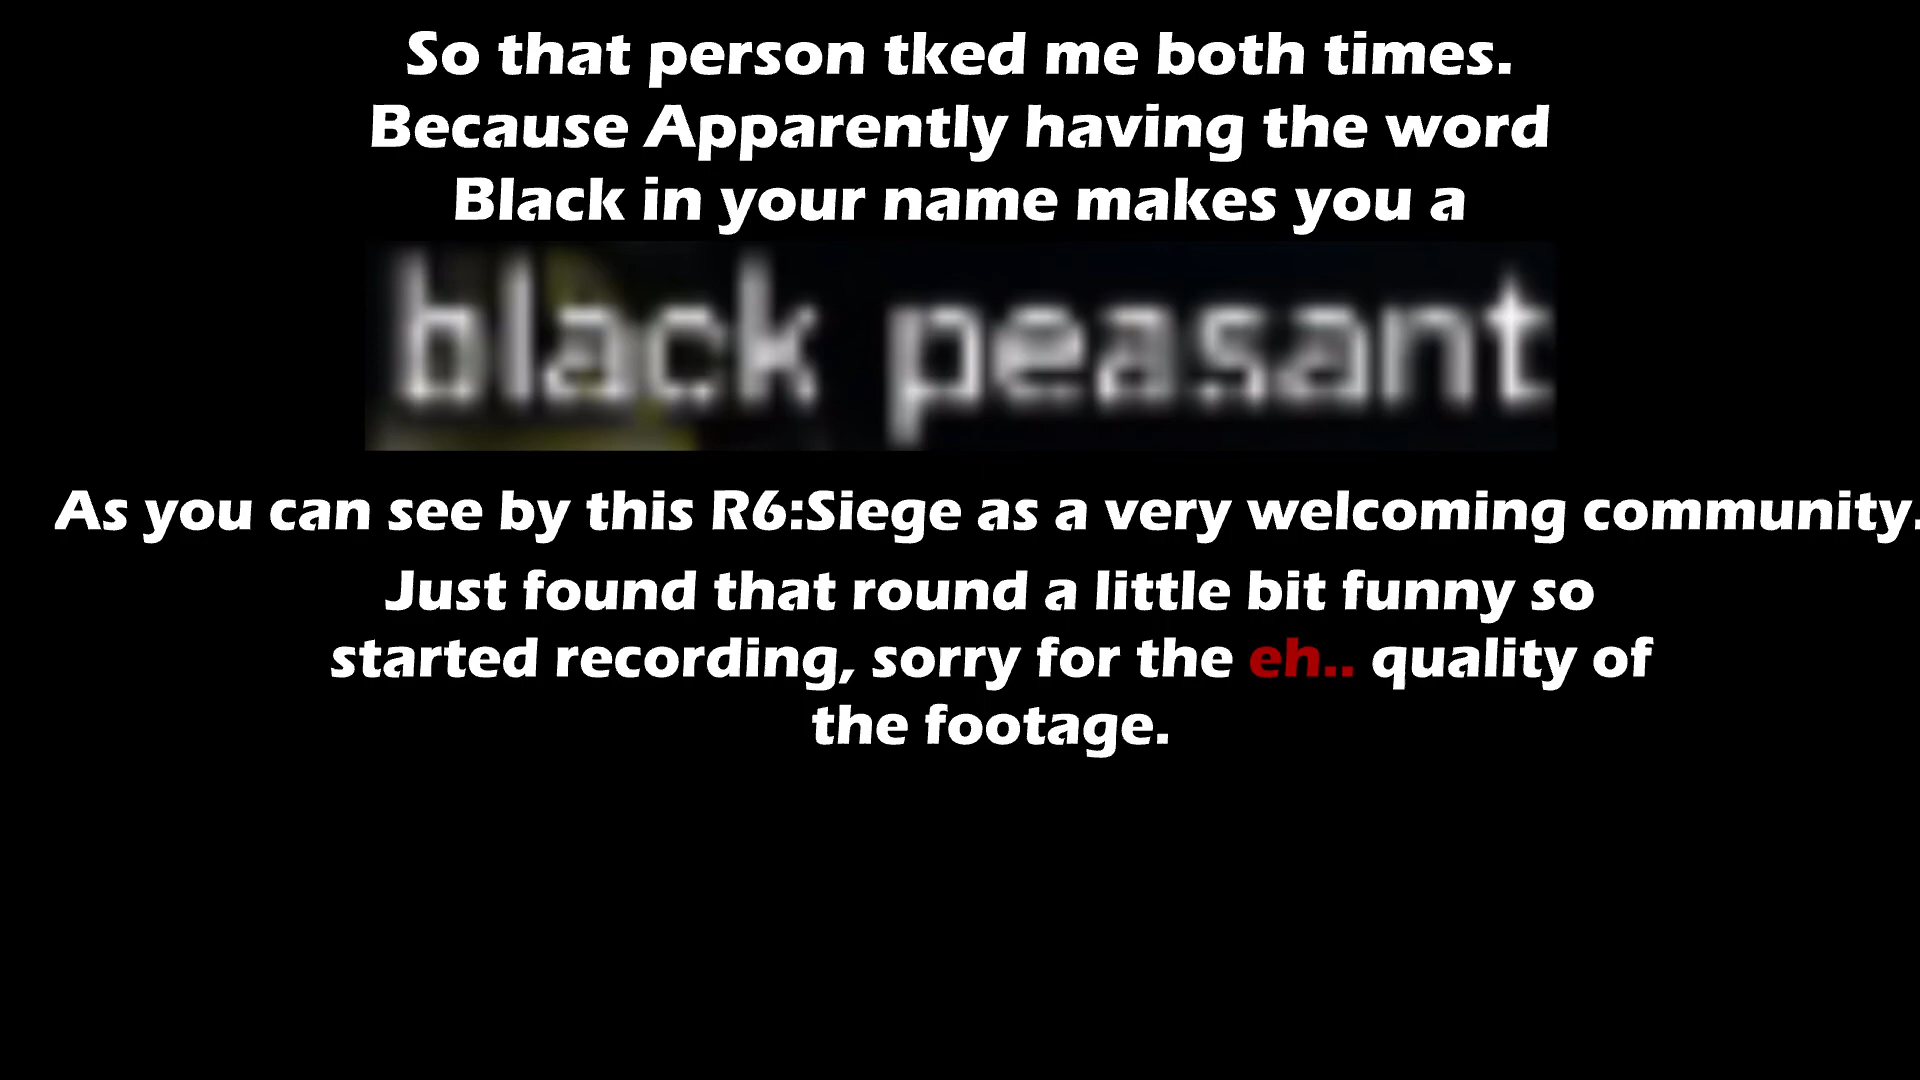 So that person tked me both times.
Because Apparently having the word
Black in your name makes you a
black peasant
As you can see by this R6:Siege as a very welcoming community.
Just found that round a little bit funny so
started recording, sorry for the eh.. quality of
the footage.